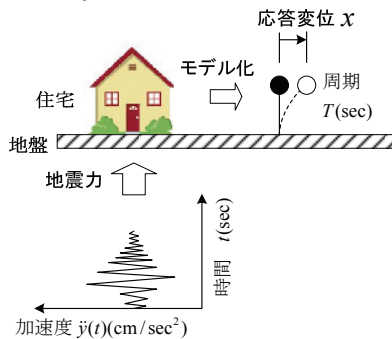 応答変位 x
モデル化
住宅
周期
T(sec)
地盤
地震力
時間 t(sec)
加速度 ÿ(t)(cm/sec²)